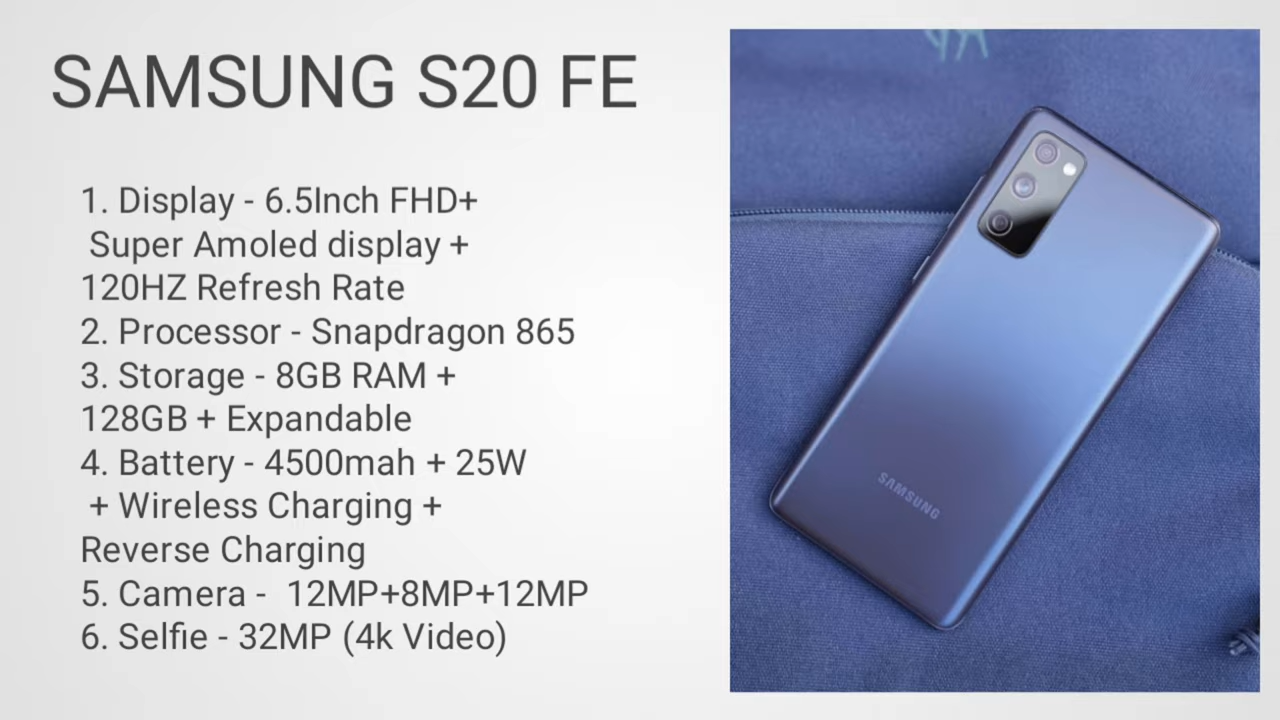 SAMSUNG S20 FE
1. Display - 6.5Inch FHD+
Super Amoled display +
120HZ Refresh Rate
2. Processor - Snapdragon 865
3. Storage - 8GB RAM +
128GB + Expandable
4. Battery - 4500mah + 25W
+ Wireless Charging +
Reverse Charging
5. Camera -  12MP+8MP+12MP
6. Selfie - 32MP (4k Video)
SAMSUNG